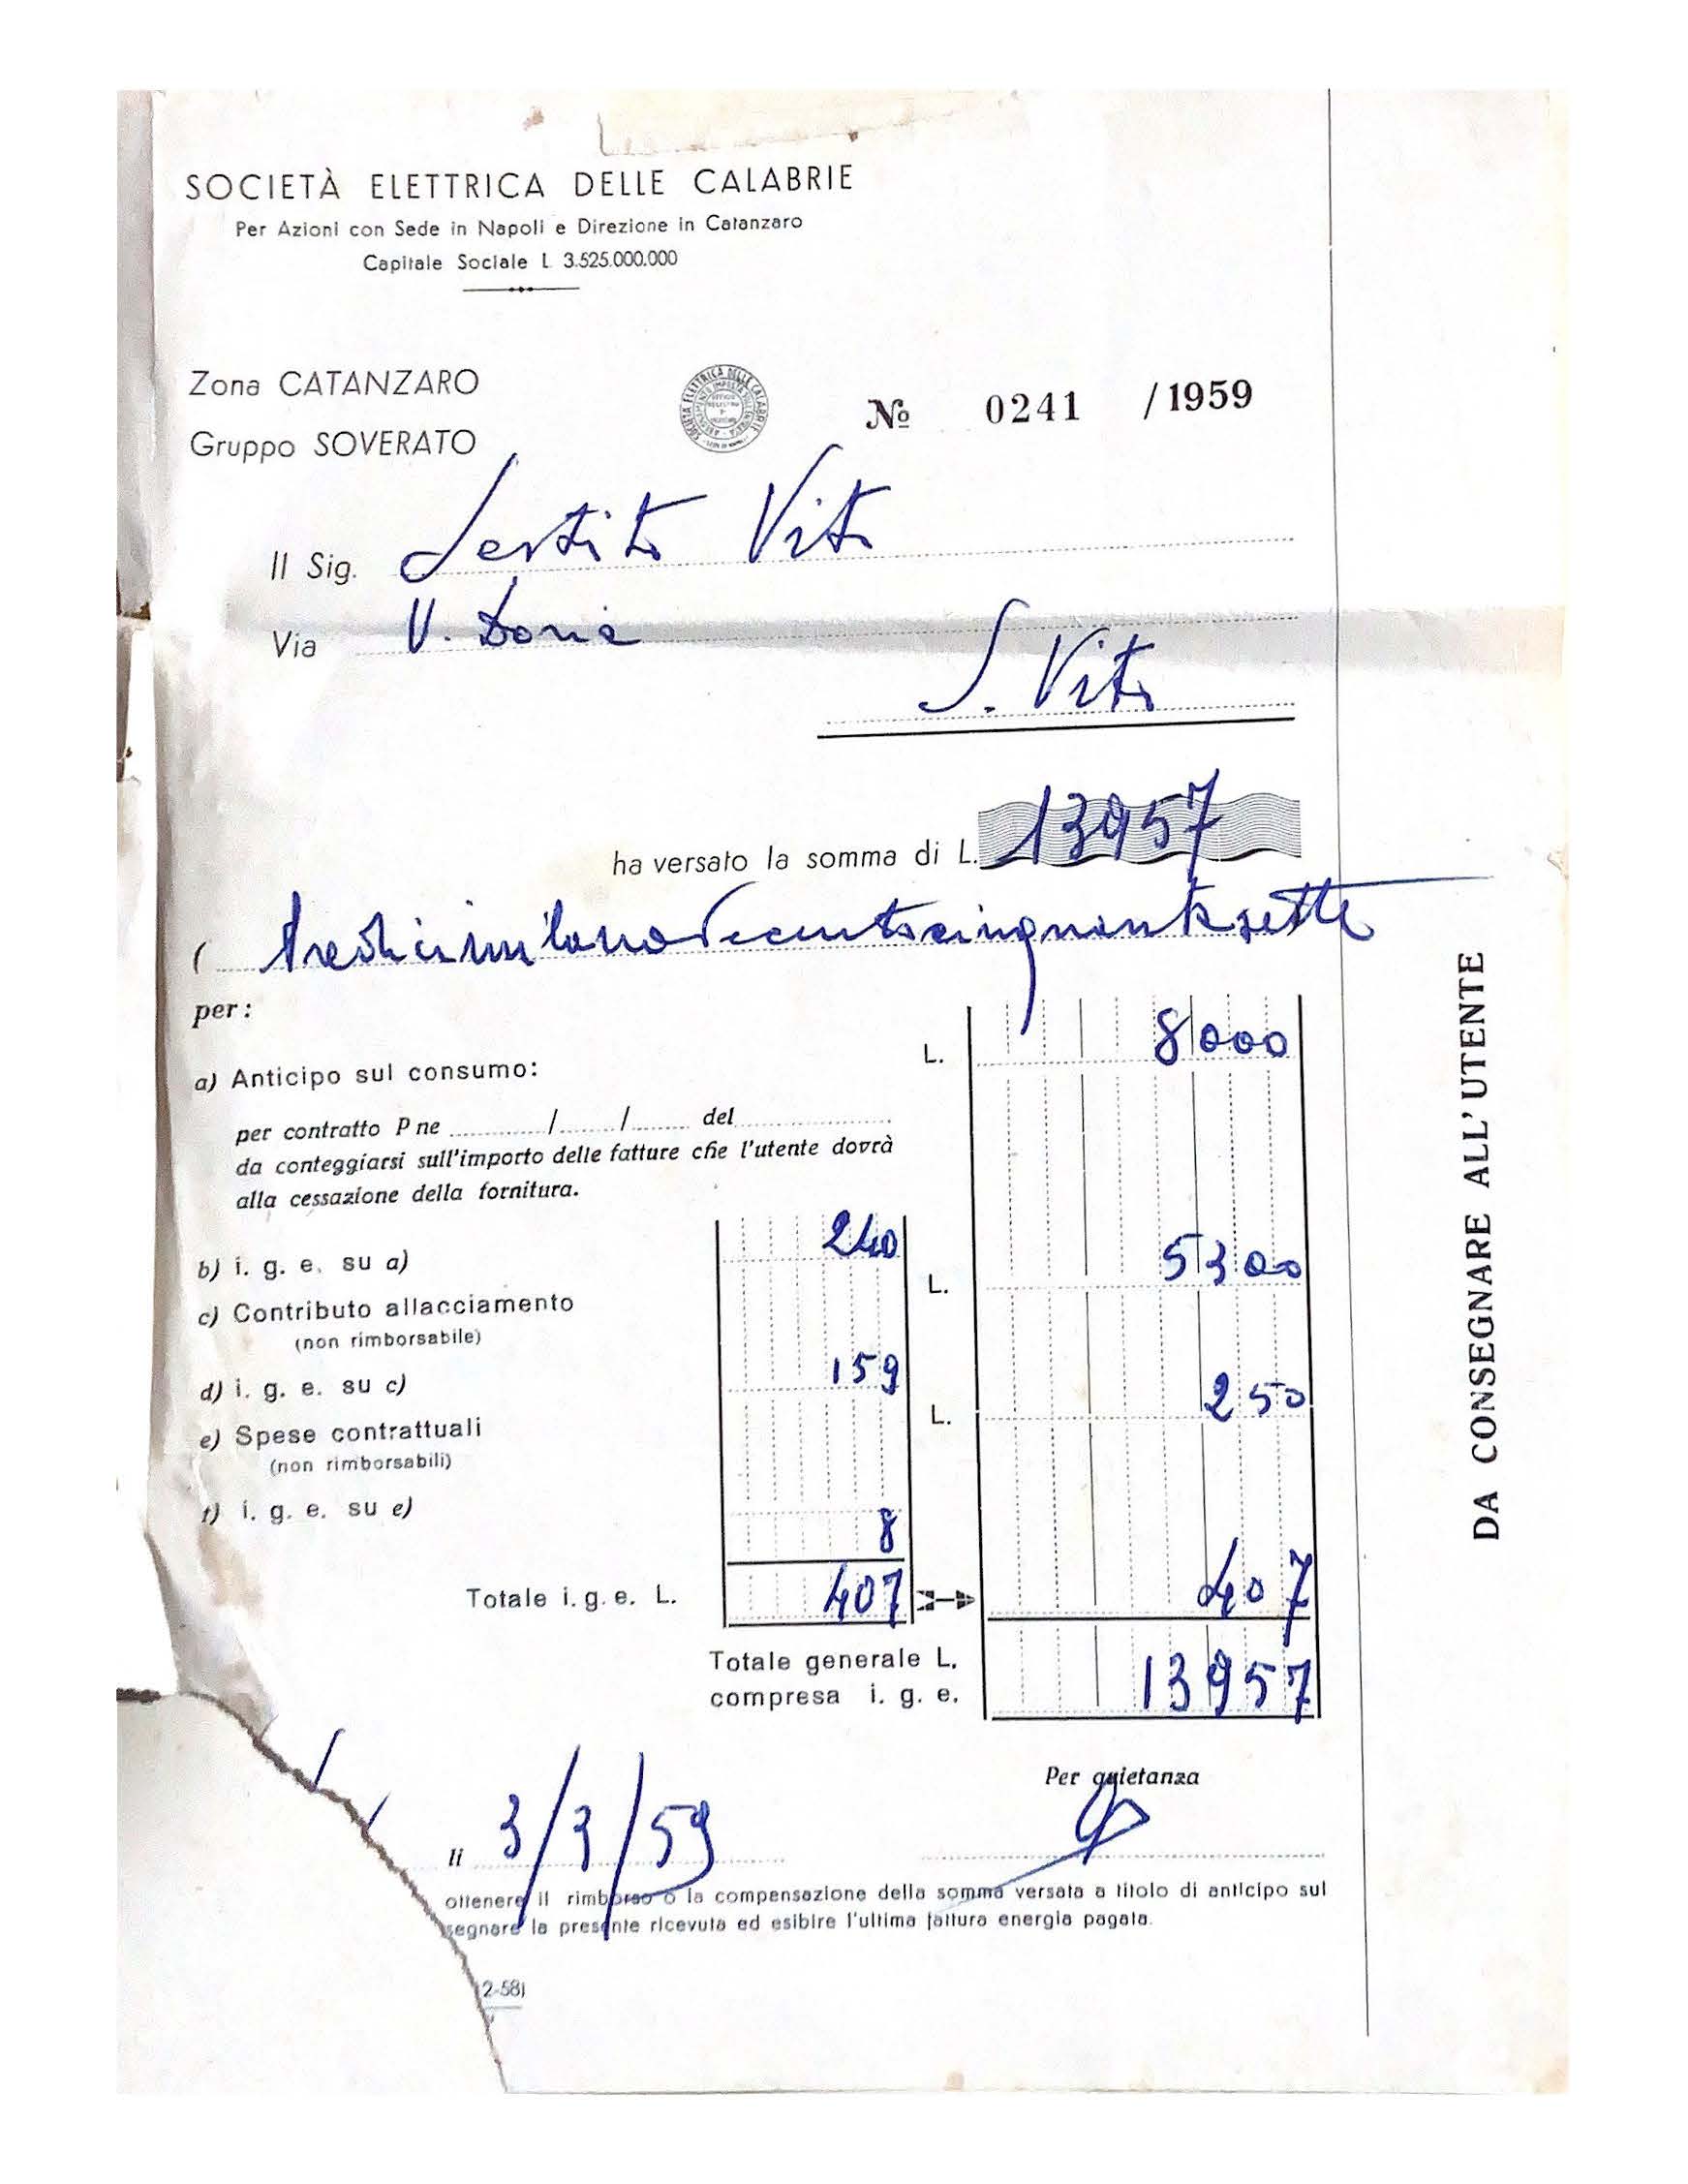 SOCIETÀ ELETTRICA DELLE CALABRIE
Per Azioni con Sede in Napoli e Direzione in Catanzaro
Capitale Sociale L. 3.525.000.000
Zona CATANZARO
Gruppo SOVERATO
SOCIETÀ ELETTRICA DELLE CALABRIE
№ 0241 /1959
Il Sig. Sestito Vito
Via V. Doria
S. Vito
ha versato la somma di L. 13957
( tredicimilanovecentocinquantasette
per:
a) Anticipo sul consumo: L. 8000
per contratto P ne ........../......../........ del
da conteggiarsi sull'importo delle fatture che l'utente dovrà
alla cessazione della fornitura.
b) i. g. e. su a) 240
c) Contributo allacciamento L. 5300
(non rimborsabile)
d) i. g. e. su c) 159
e) Spese contrattuali L. 250
(non rimborsabili)
f) i. g. e. su e) 8
Totale i. g. e. L. 407 407
Totale generale L.
compresa i. g. e. 13957
Per quietanza
li 3/3/59
ottenere il rimborso o la compensazione della somma versata a titolo di anticipo sul
segnare la presente ricevuta ed esibire l'ultima fattura energia pagata.
2-58)
DA CONSEGNARE ALL'UTENTE